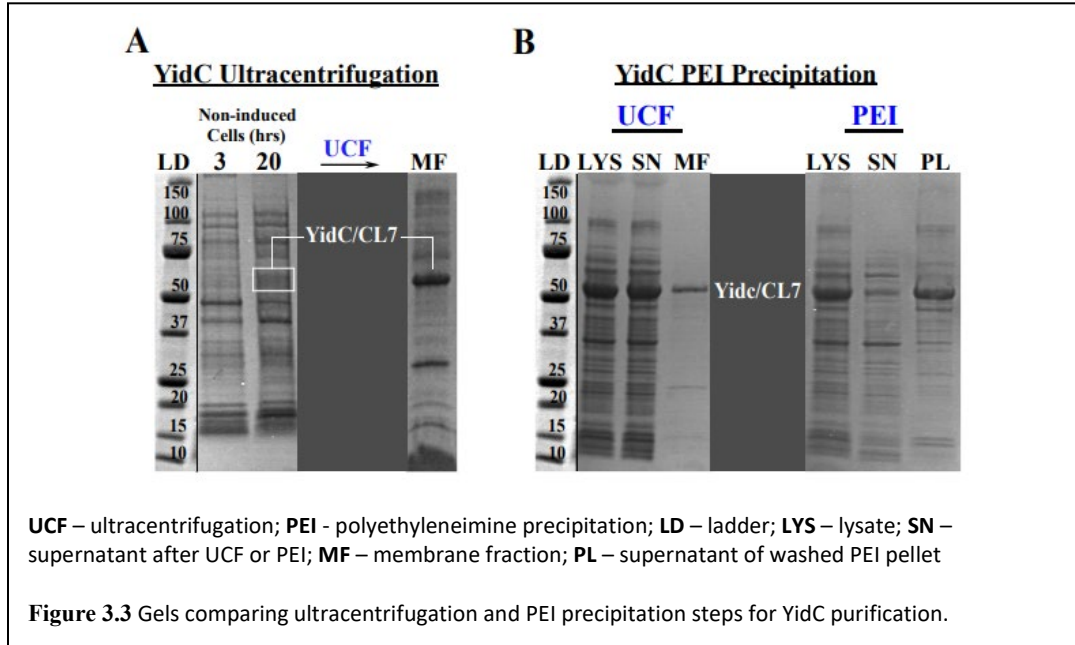 A
YidC Ultracentrifugation
Non-induced
Cells (hrs)
LD 3 20 UCF MF
150
100
75
50
37
25
20
15
10
YidC/CL7
B
YidC PEI Precipitation
UCF PEI
LD LYS SN MF LYS SN PL
150
100
75
50
37
25
20
15
10
Yidc/CL7
UCF – ultracentrifugation; PEI - polyethyleneimine precipitation; LD – ladder; LYS – lysate; SN –
supernatant after UCF or PEI; MF – membrane fraction; PL – supernatant of washed PEI pellet
Figure 3.3 Gels comparing ultracentrifugation and PEI precipitation steps for YidC purification.